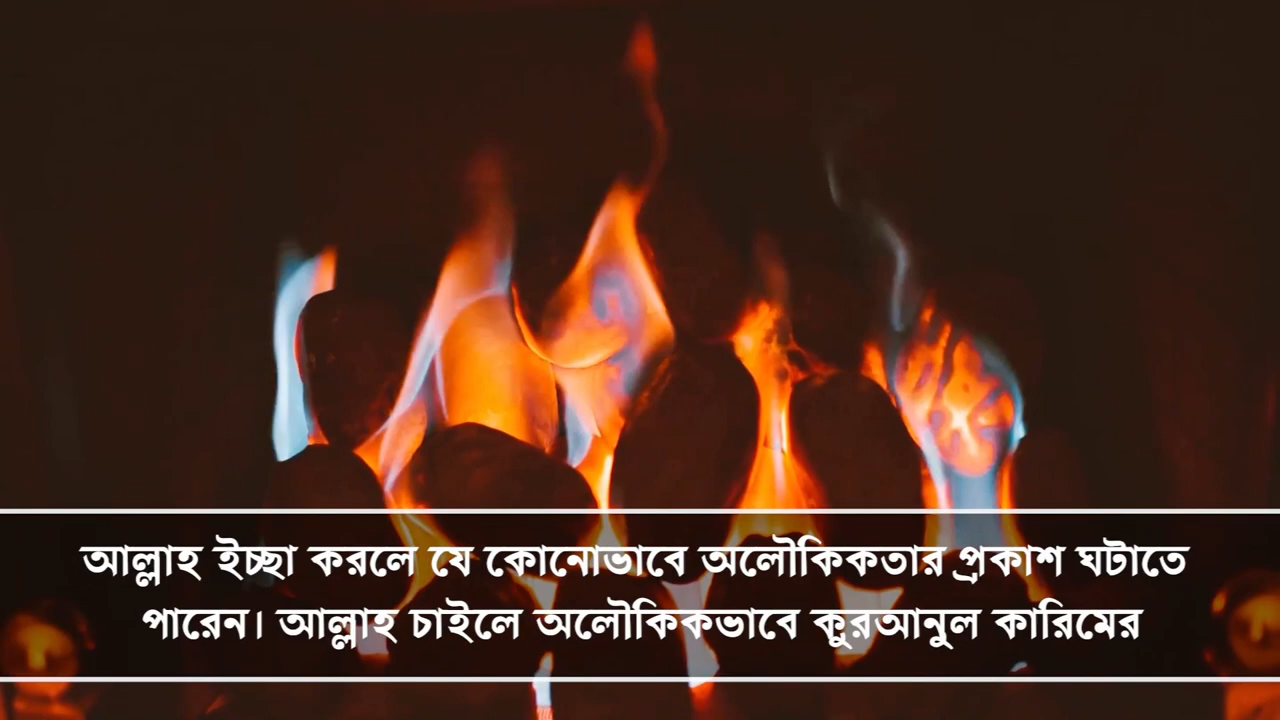 আল্লাহ ইচ্ছা করলে যে কোনোভাবে অলৌকিকতার প্রকাশ ঘটাতে
পারেন। আল্লাহ চাইলে অলৌকিকভাবে কুরআনুল কারিমের